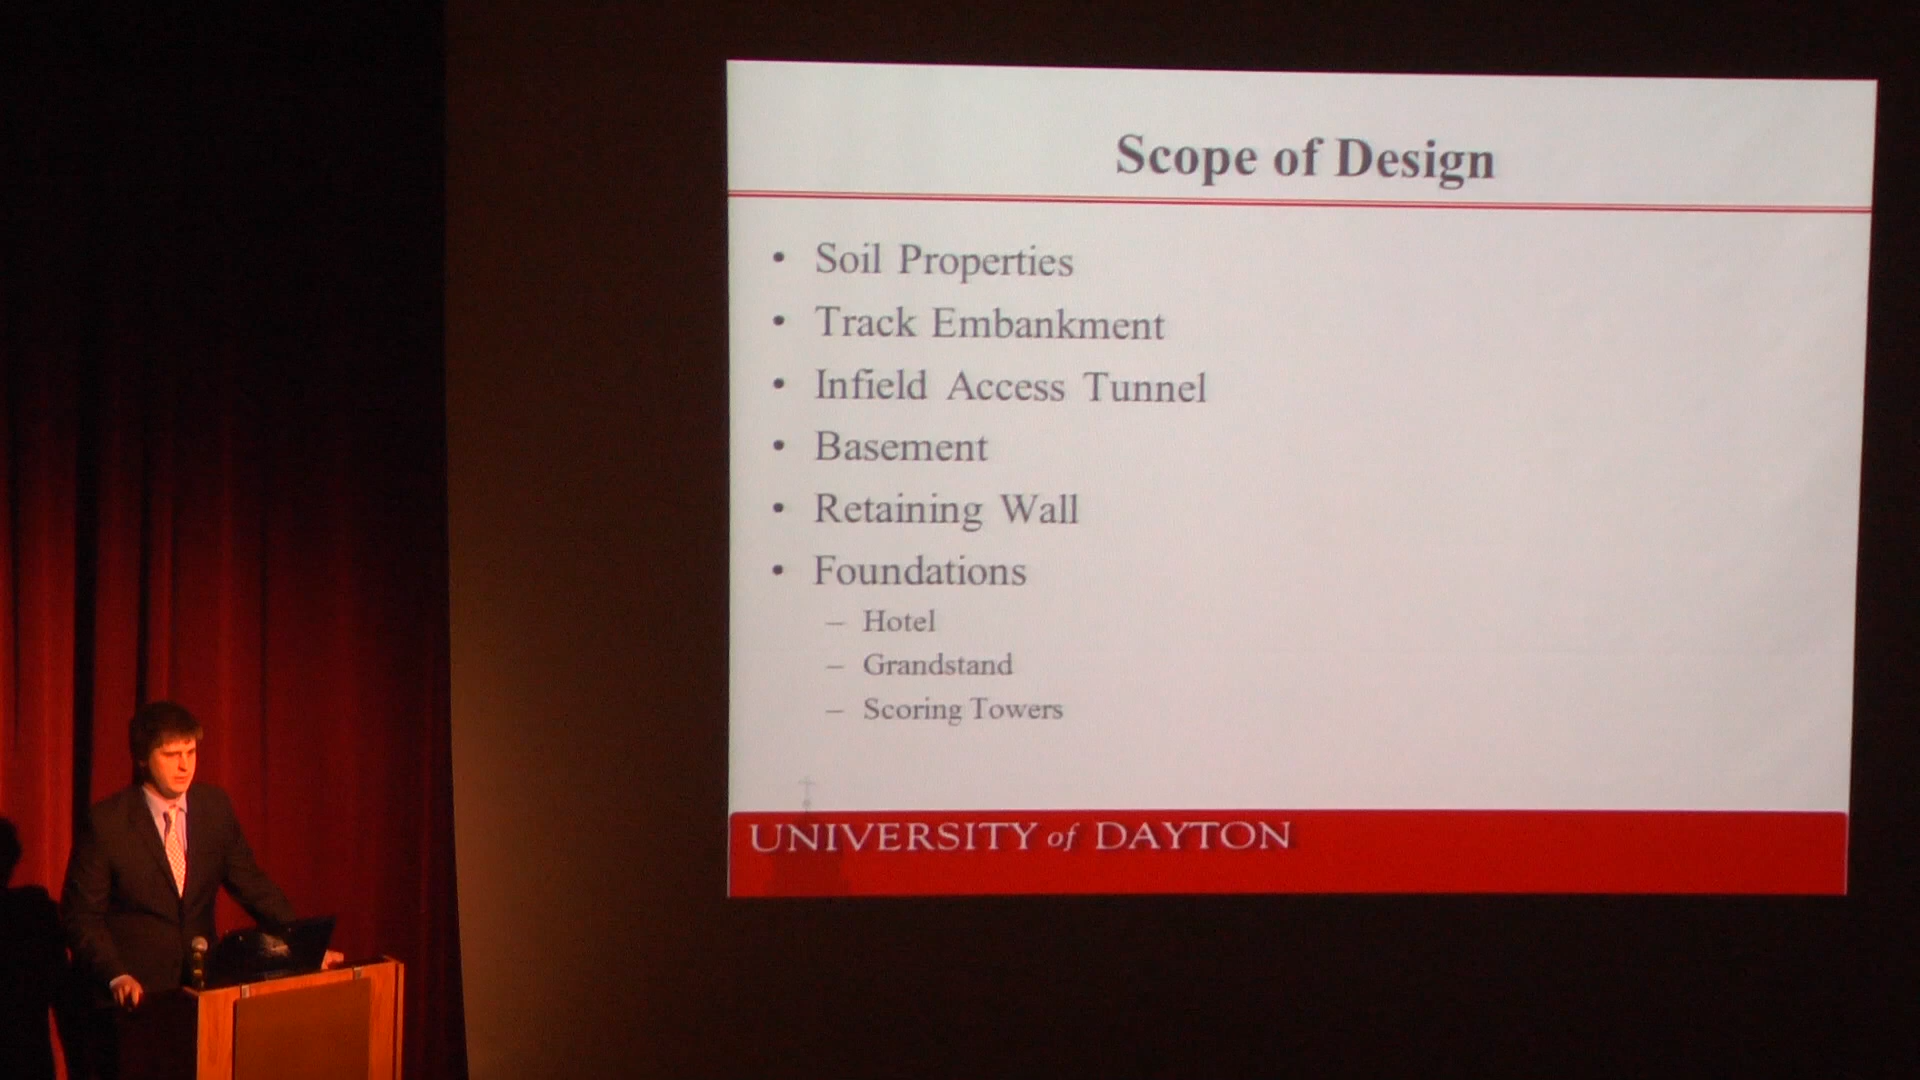 Scope of Design
• Soil Properties
• Track Embankment
• Infield Access Tunnel
• Basement
• Retaining Wall
• Foundations
– Hotel
– Grandstand
– Scoring Towers
UNIVERSITY of DAYTON